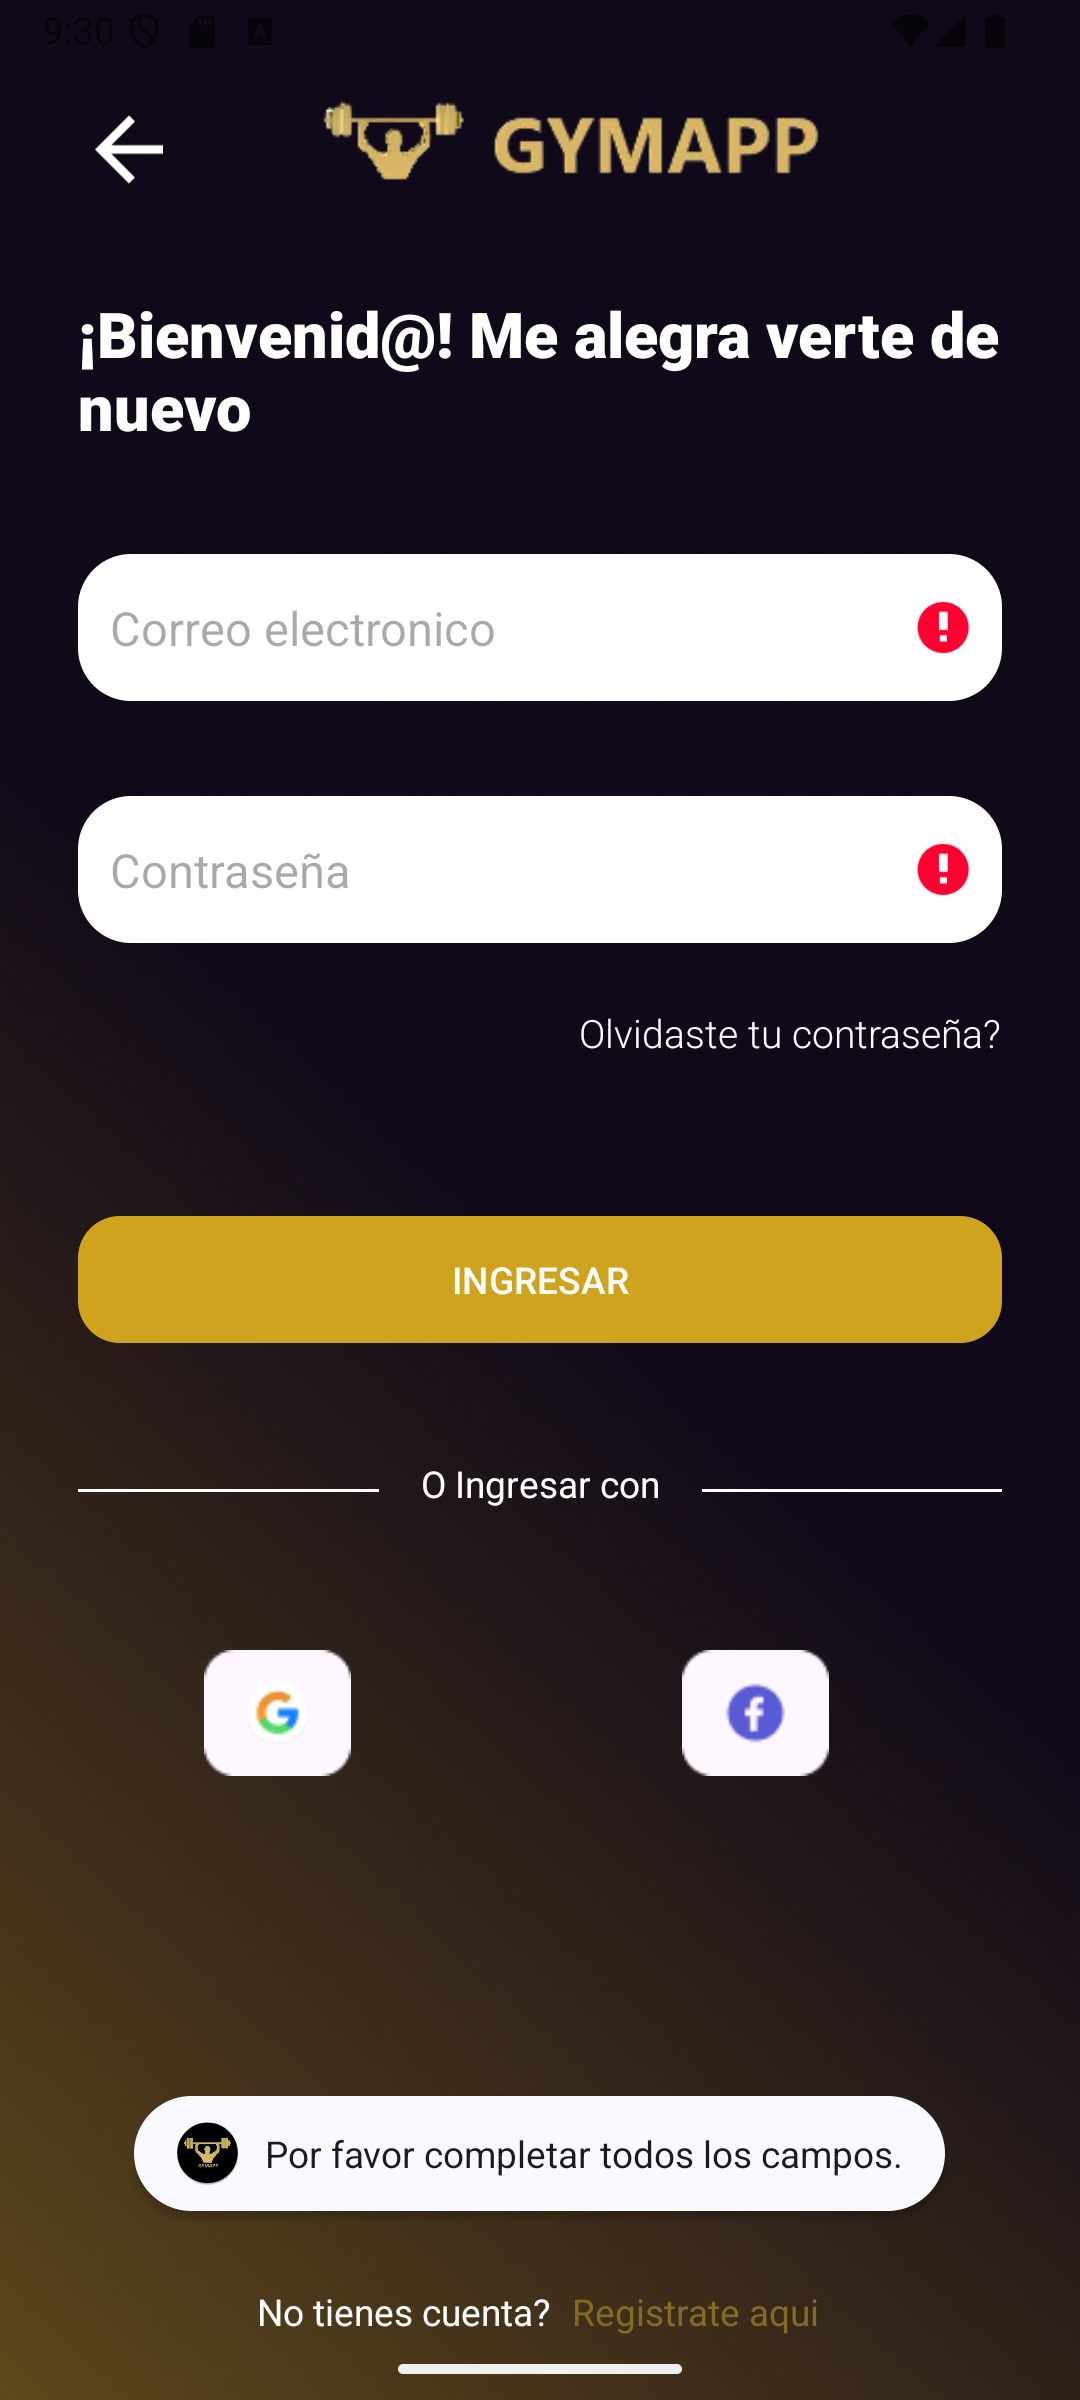 9:30
GYMAPP
¡Bienvenid@! Me alegra verte de
nuevo
Correo electronico
Contraseña
Olvidaste tu contraseña?
INGRESAR
O Ingresar con
Por favor completar todos los campos.
No tienes cuenta? Registrate aqui